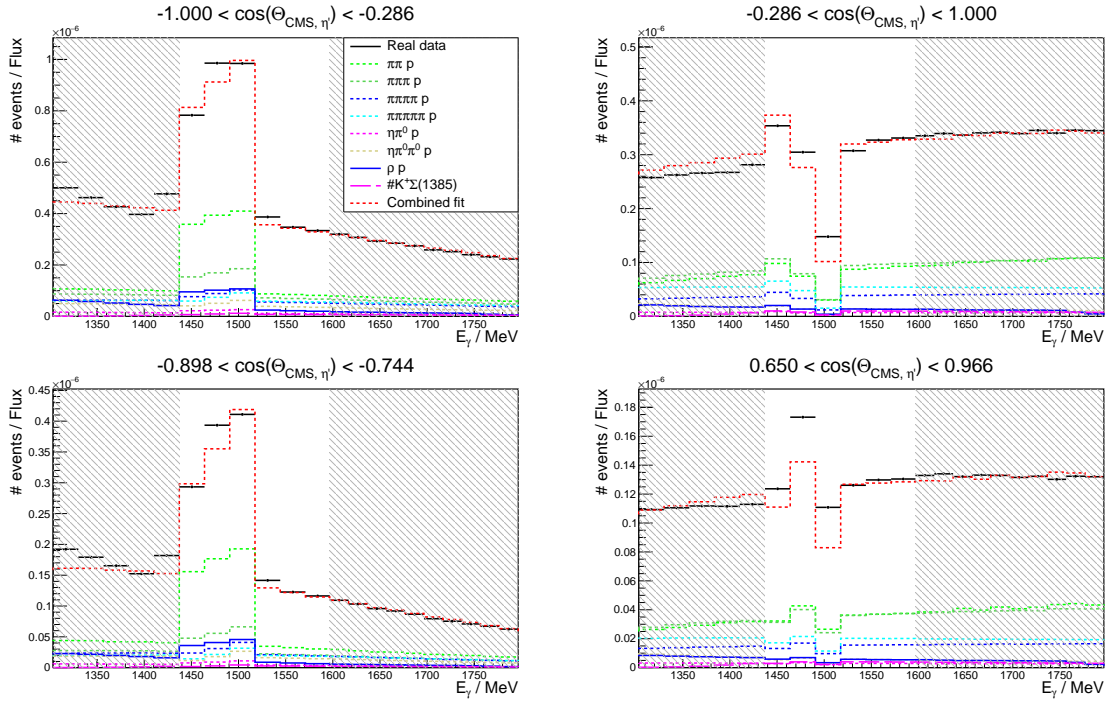 -1.000 < cos(Θ_CMS, η') < -0.286
×10⁻⁶
# events / Flux
1
0.8
0.6
0.4
0.2
0
1350 1400 1450 1500 1550 1600 1650 1700 1750
E_γ / MeV
Real data
ππ p
πππ p
ππππ p
πππππ p
ηπ⁰ p
ηπ⁰π⁰ p
ρ p
#K⁺Σ(1385)
Combined fit
-0.286 < cos(Θ_CMS, η') < 1.000
×10⁻⁶
# events / Flux
0.5
0.4
0.3
0.2
0.1
0
1350 1400 1450 1500 1550 1600 1650 1700 1750
E_γ / MeV
-0.898 < cos(Θ_CMS, η') < -0.744
×10⁻⁶
# events / Flux
0.45
0.4
0.35
0.3
0.25
0.2
0.15
0.1
0.05
0
1350 1400 1450 1500 1550 1600 1650 1700 1750
E_γ / MeV
0.650 < cos(Θ_CMS, η') < 0.966
×10⁻⁶
# events / Flux
0.18
0.16
0.14
0.12
0.1
0.08
0.06
0.04
0.02
0
1350 1400 1450 1500 1550 1600 1650 1700 1750
E_γ / MeV